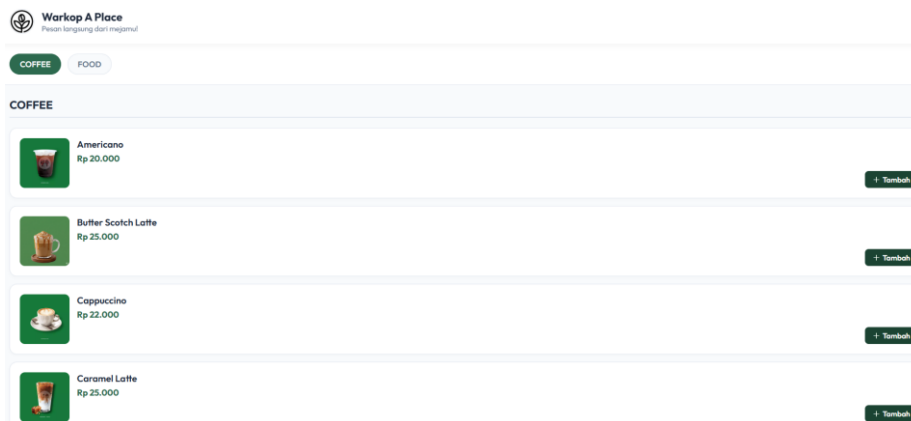 Warkop A Place
Pesan langsung dari mejamu!
COFFEE
FOOD
COFFEE
Americano
Rp 20.000
+ Tambah
Butter Scotch Latte
Rp 25.000
+ Tambah
Cappuccino
Rp 22.000
+ Tambah
Caramel Latte
Rp 25.000
+ Tambah